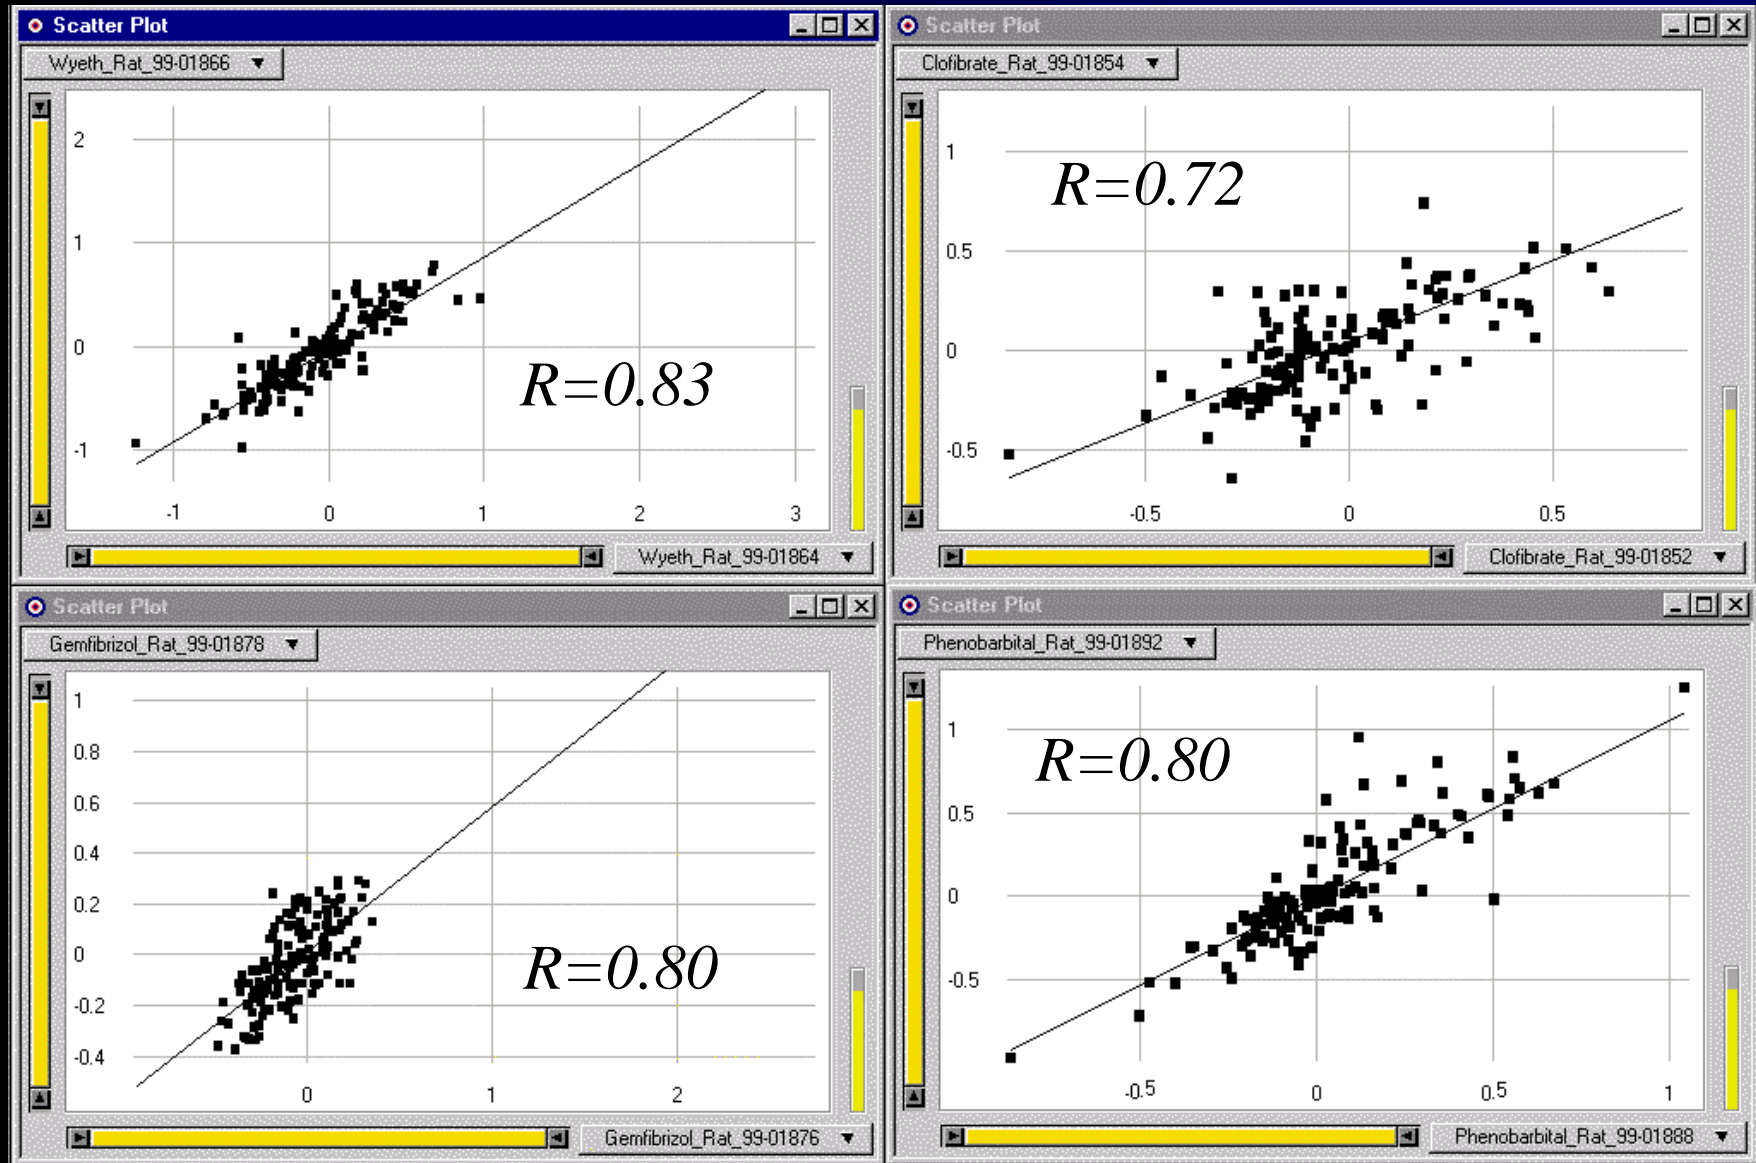 Scatter Plot
Wyeth_Rat_99-01866
2
1
0
-1
-1 0 1 2 3
R=0.83
Wyeth_Rat_99-01864
Scatter Plot
Clofibrate_Rat_99-01854
1
0.5
0
-0.5
-0.5 0 0.5
R=0.72
Clofibrate_Rat_99-01852
Scatter Plot
Gemfibrizol_Rat_99-01878
1
0.8
0.6
0.4
0.2
0
-0.2
-0.4
0 1 2
R=0.80
Gemfibrizol_Rat_99-01876
Scatter Plot
Phenobarbital_Rat_99-01892
1
0.5
0
-0.5
-0.5 0 0.5 1
R=0.80
Phenobarbital_Rat_99-01888